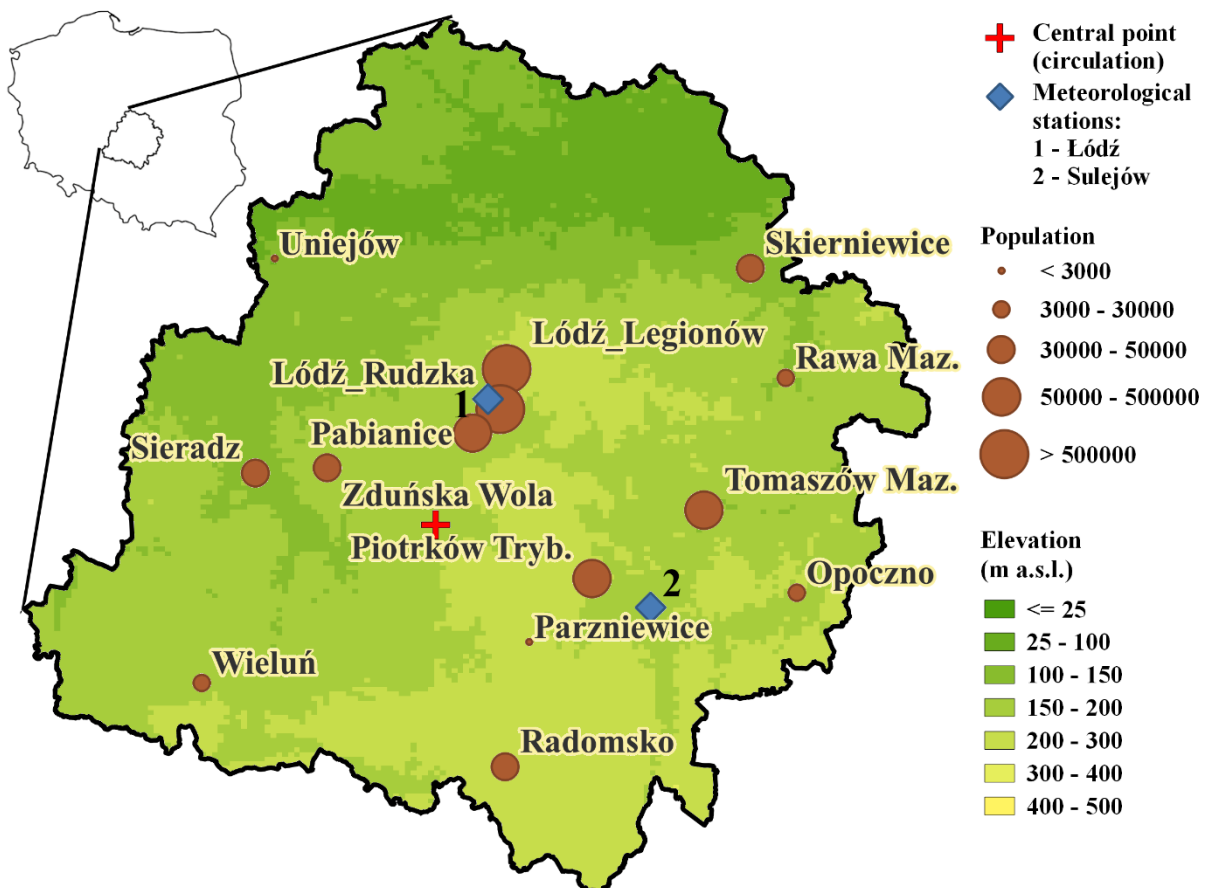 Central point
(circulation)
Meteorological
stations:
1 - Łódź
2 - Sulejów
Population
< 3000
3000 - 30000
30000 - 50000
50000 - 500000
> 500000
Elevation
(m a.s.l.)
<= 25
25 - 100
100 - 150
150 - 200
200 - 300
300 - 400
400 - 500
Uniejów
Skierniewice
Lódź_Legionów
Lódź_Rudzka
Rawa Maz.
1
Pabianice
Sieradz
Zduńska Wola
Tomaszów Maz.
Piotrków Tryb.
2
Opoczno
Parzniewice
Wieluń
Radomsko